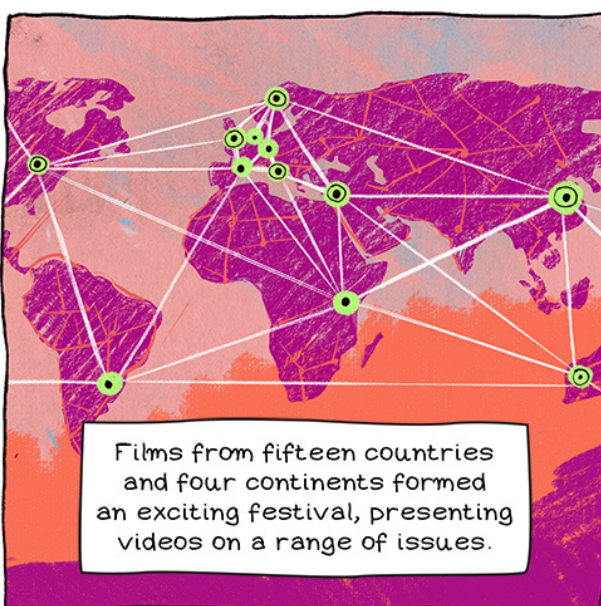 Films from fifteen countries
and four continents formed
an exciting festival, presenting
videos on a range of issues.